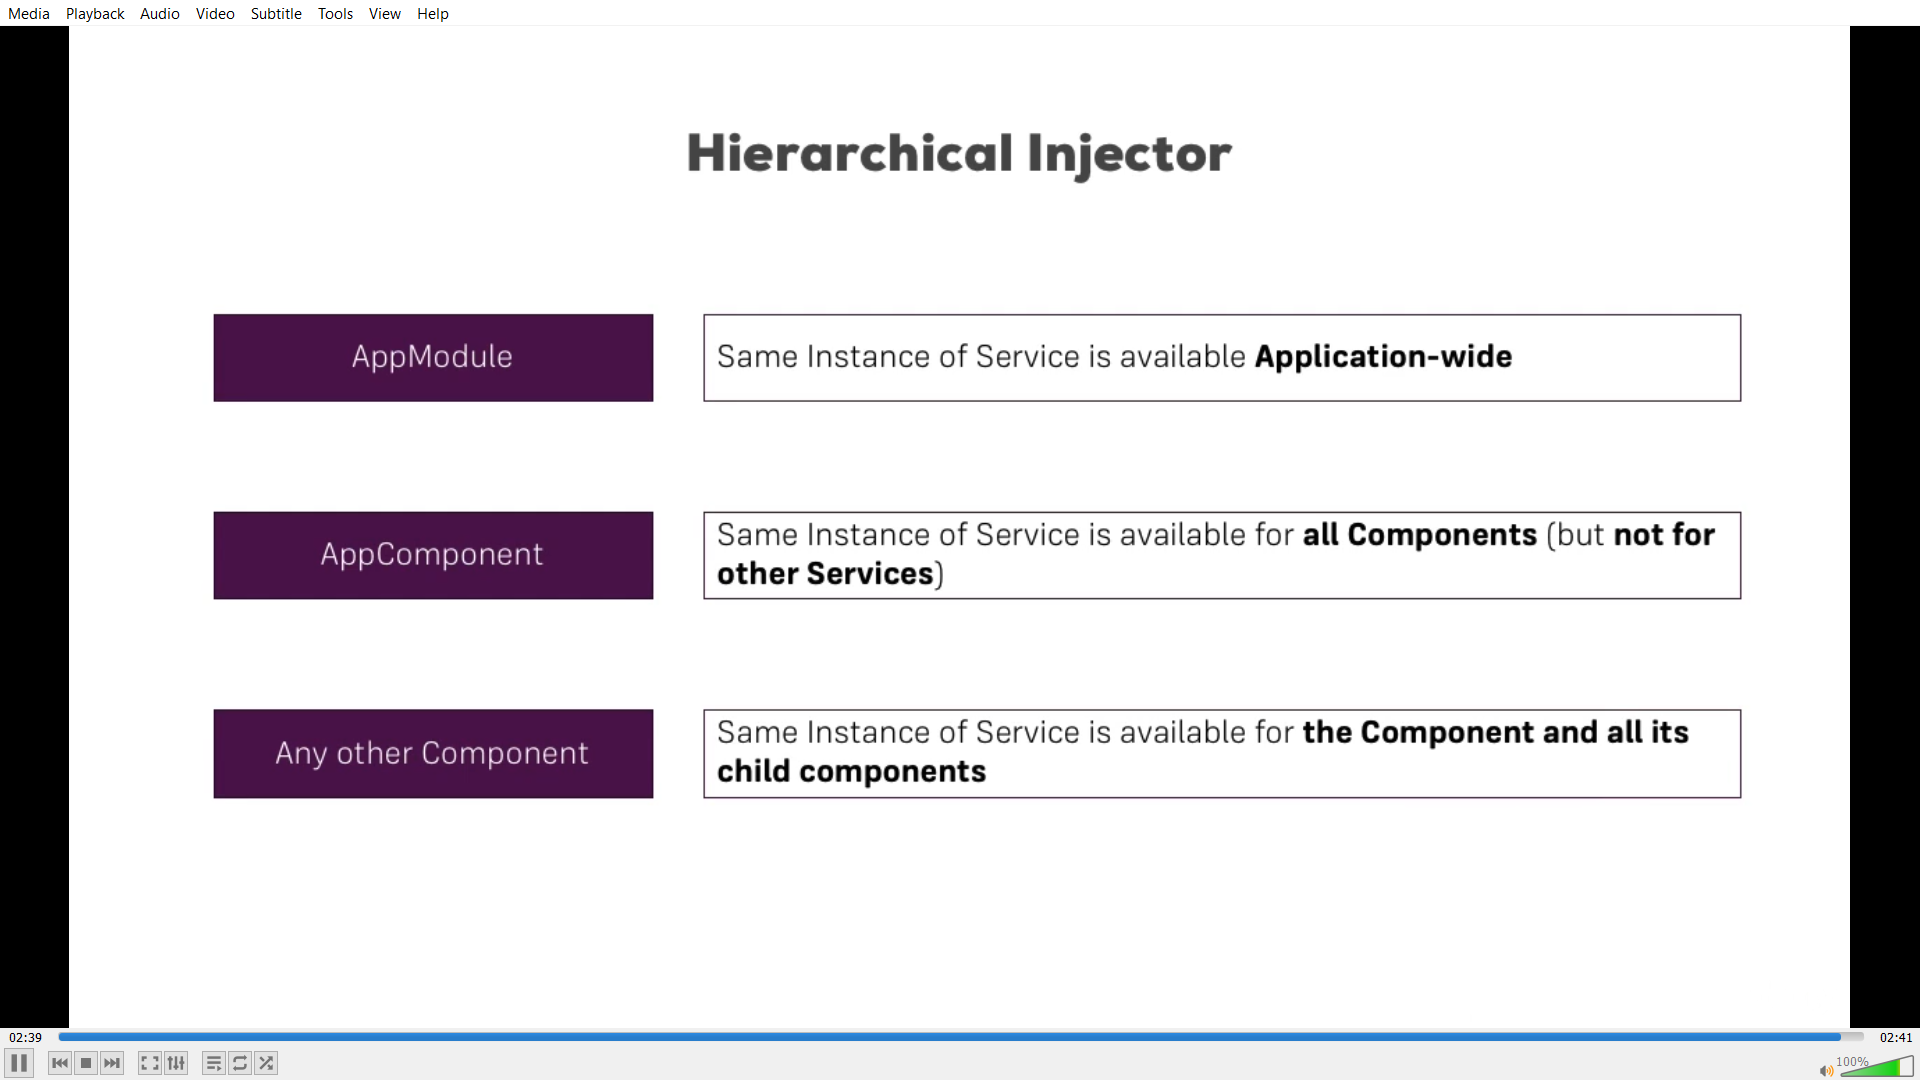 Media Playback Audio Video Subtitle Tools View Help
Hierarchical Injector
AppModule
Same Instance of Service is available Application-wide
AppComponent
Same Instance of Service is available for all Components (but not for
other Services)
Any other Component
Same Instance of Service is available for the Component and all its
child components
02:39
02:41
100%